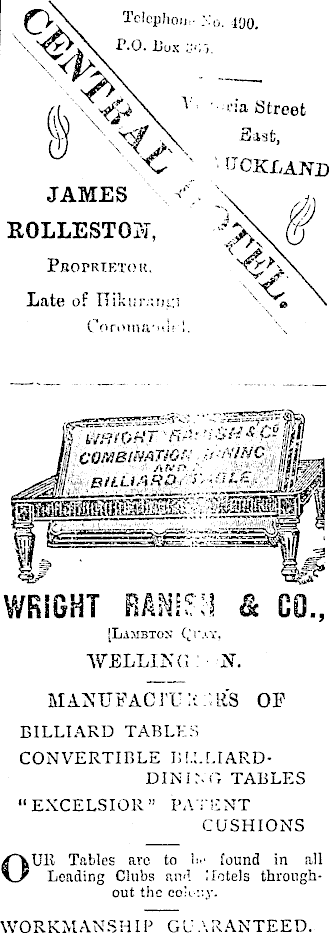 Telephone No. 490.
P.O. Box 365.
CENTRAL HOTEL.
Victoria Street
East,
AUCKLAND
JAMES
ROLLESTON,
PROPRIETOR,
Late of Hikurangi
Coromandel.
WRIGHT RANISH & Co
COMBINATION DINING
AND
BILLIARD TABLE
WRIGHT RANISH & CO.,
[LAMBTON QUAY,
WELLINGTON.
MANUFACTURERS OF
BILLIARD TABLES
CONVERTIBLE BILLIARD-
DINING TABLES
"EXCELSIOR" PATENT
CUSHIONS
OUR Tables are to be found in all
Leading Clubs and Hotels through-
out the colony.
WORKMANSHIP GUARANTEED.